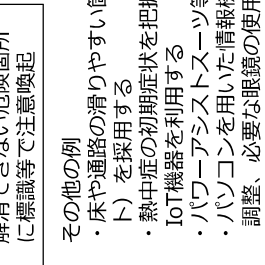 解消できない危険箇所
に標識等で注意喚起
その他の例
・床や通路の滑りやすい箇
ト）を採用する
・熱中症の初期症状を把握
IoT機器を利用する
・パワーアシストスーツ等
・パソコンを用いた情報機
調整、必要な眼鏡の使用